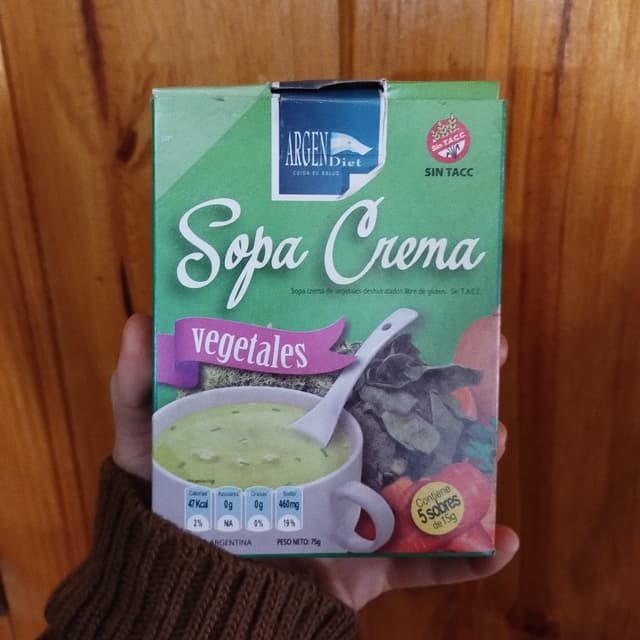 ARGEN Diet
CUIDA SU SALUD
Sin T.A.C.C.
SIN TACC
Sopa Crema
Sopa crema de vegetales deshidratados libre de gluten. Sin T.A.C.C.
vegetales
Contiene
5 sobres
de 15g
Calorías Azúcares Grasas Sodio
47 Kcal 0g 0g 460mg
2% NA 0% 19%
ARGENTINA PESO NETO: 75g